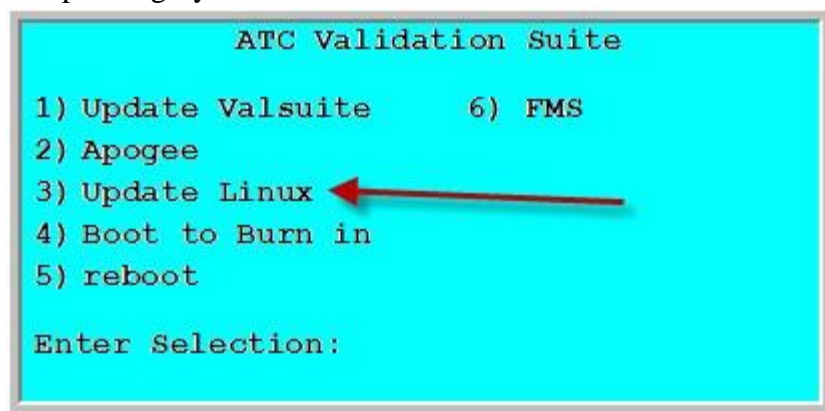 ATC Validation Suite
1) Update Valsuite 6) FMS
2) Apogee
3) Update Linux
4) Boot to Burn in
5) reboot
Enter Selection: